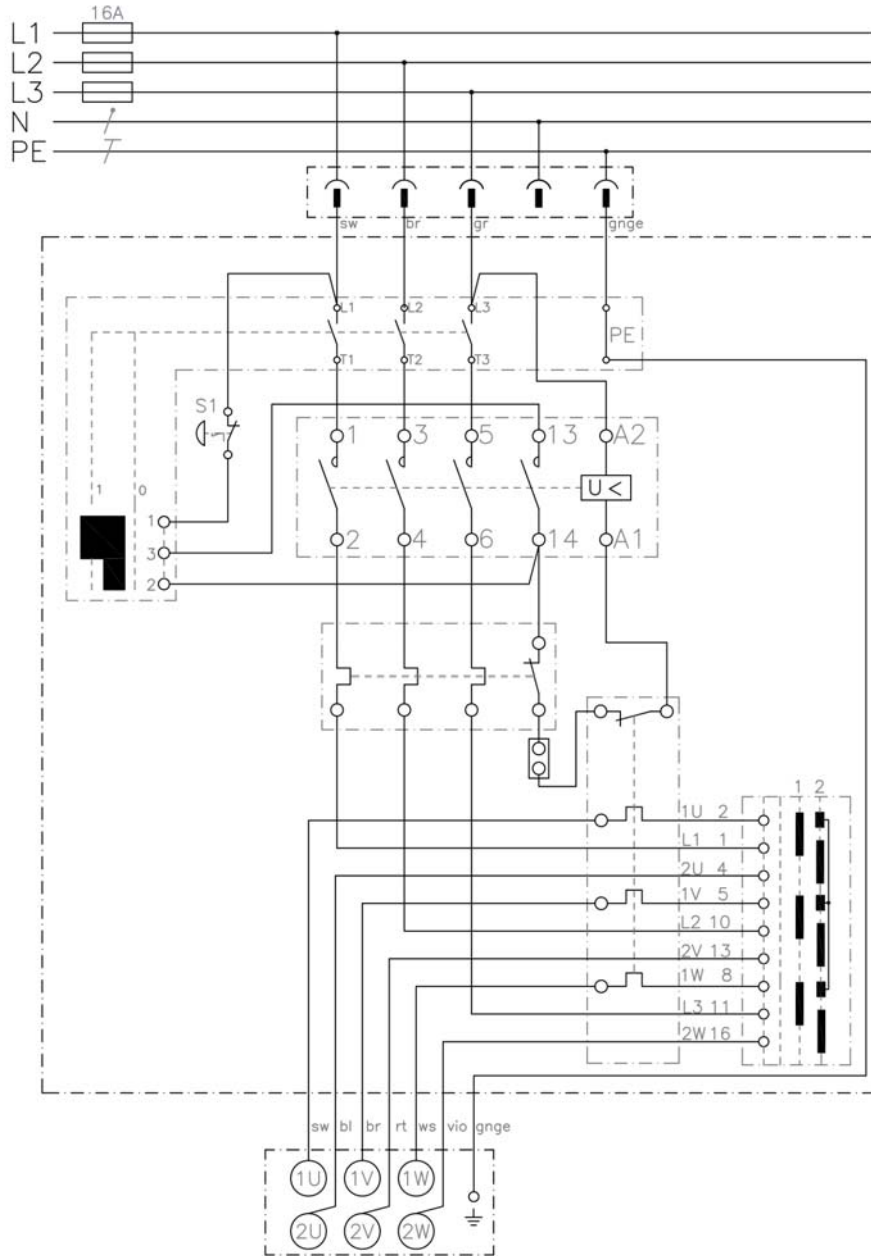 16A
L1
L2
L3
N
PE
sw br gr gnge
L1 L2 L3
PE
T1 T2 T3
S1
1 3 5 13 A2
1 0
U<
1
2 4 6 14 A1
3
2
1 2
1U 2
L1 1
2U 4
1V 5
L2 10
2V 13
1W 8
L3 11
2W 16
sw bl br rt ws vio gnge
1U 1V 1W
2U 2V 2W